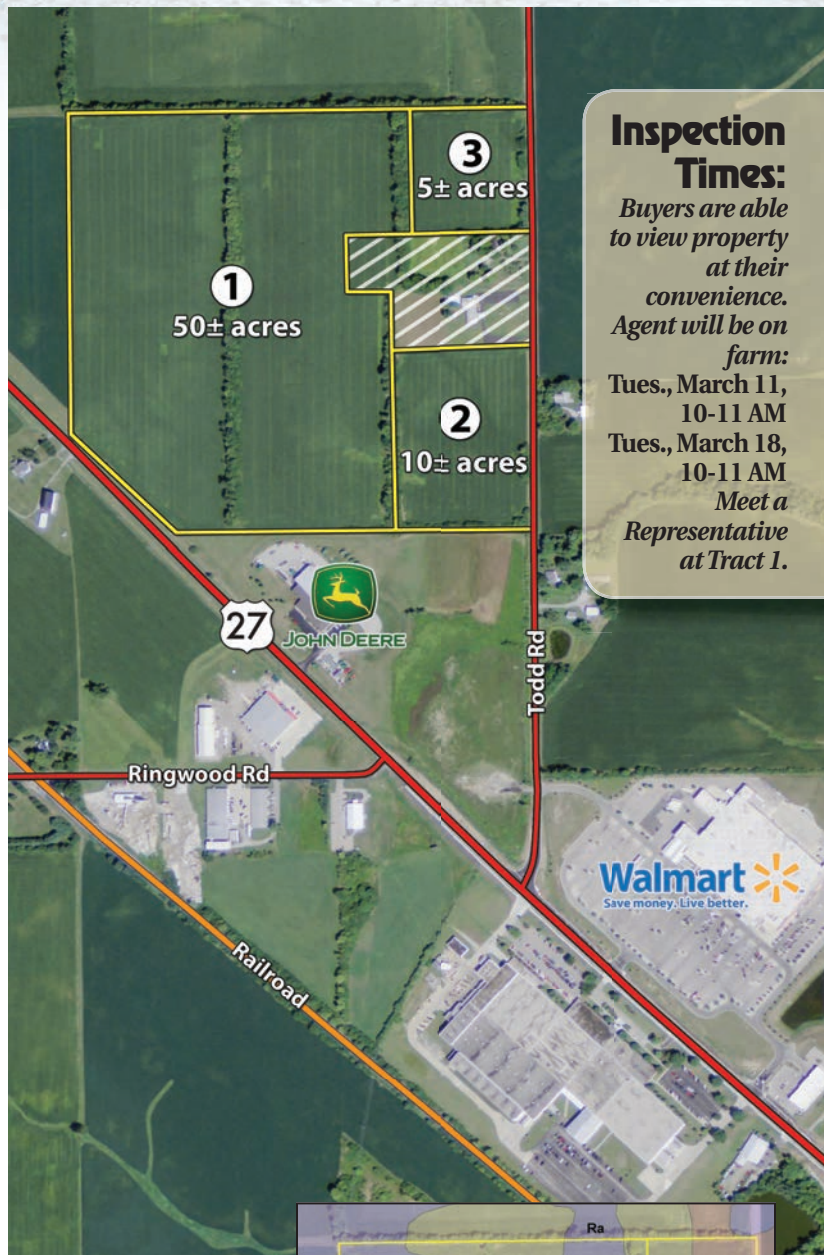 3
5± acres
1
50± acres
2
10± acres
Inspection
Times:
Buyers are able
to view property
at their
convenience.
Agent will be on
farm:
Tues., March 11,
10-11 AM
Tues., March 18,
10-11 AM
Meet a
Representative
at Tract 1.
27
JOHN DEERE
Todd Rd
Ringwood Rd
Walmart
Save money. Live better.
Railroad
Ra